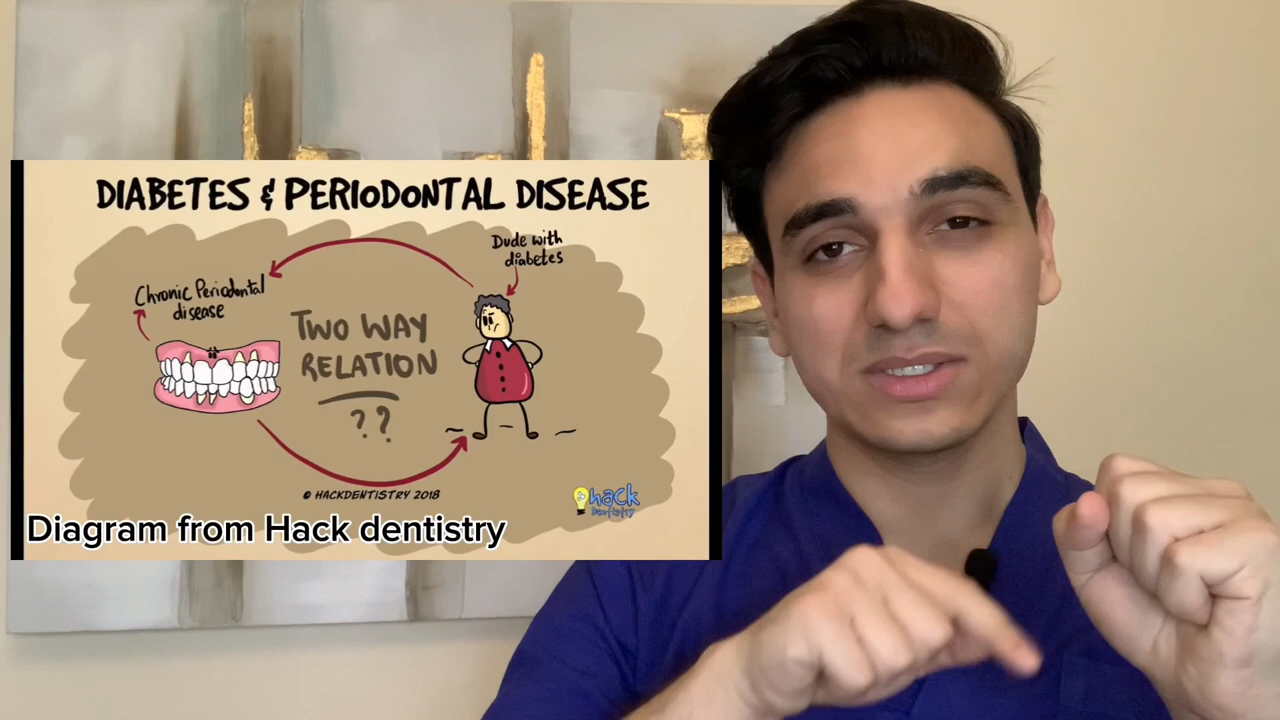 DIABETES & PERIODONTAL DISEASE
Dude with
diabetes
Chronic Periodontal
disease
TWO WAY
RELATION
??
© HACKDENTISTRY 2018
hack
Dentistry
Diagram from Hack dentistry